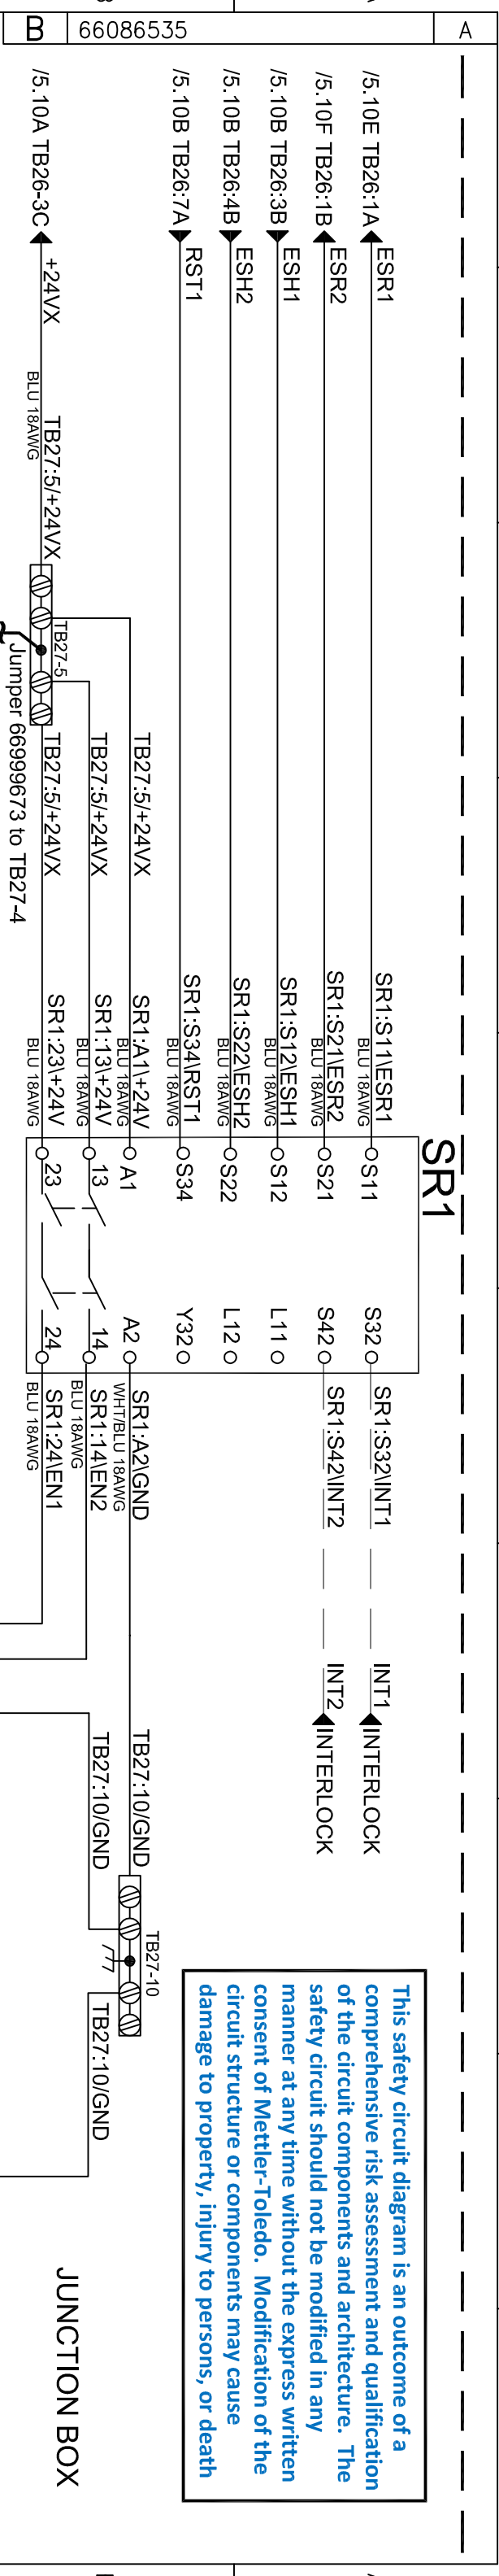 B
66086535
A
/5.10E TB26:1A
ESR1
SR1:S11\ESR1
BLU 18AWG
/5.10F TB26:1B
ESR2
SR1:S21\ESR2
BLU 18AWG
/5.10B TB26:3B
ESH1
SR1:S12\ESH1
BLU 18AWG
/5.10B TB26:4B
ESH2
SR1:S22\ESH2
BLU 18AWG
/5.10B TB26:7A
RST1
SR1:S34\RST1
BLU 18AWG
/5.10A TB26-3C
+24VX
BLU 18AWG
TB27:5/+24VX
TB27-5
Jumper 66999673 to TB27-4
TB27:5/+24VX
SR1:A1\+24V
BLU 18AWG
TB27:5/+24VX
SR1:13\+24V
BLU 18AWG
TB27:5/+24VX
SR1:23\+24V
BLU 18AWG
SR1
S11
S32
S21
S42
S12
L11
S22
L12
S34
Y32
A1
A2
13
14
23
24
SR1:S32\INT1
INT1
INTERLOCK
SR1:S42\INT2
INT2
INTERLOCK
SR1:A2\GND
WHT/BLU 18AWG
SR1:14\EN2
BLU 18AWG
SR1:24\EN1
BLU 18AWG
TB27:10/GND
TB27:10/GND
TB27-10
TB27:10/GND
This safety circuit diagram is an outcome of a
comprehensive risk assessment and qualification
of the circuit components and architecture. The
safety circuit should not be modified in any
manner at any time without the express written
consent of Mettler-Toledo. Modification of the
circuit structure or components may cause
damage to property, injury to persons, or death
JUNCTION BOX